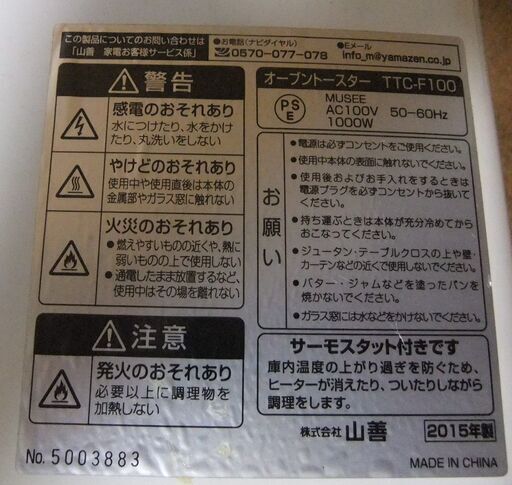 この製品についてのお問い合わせは
「山善 家電お客様サービス係」
●お電話(ナビダイヤル)
0570-077-078
●Eメール
info_m@yamazen.co.jp
警告
感電のおそれあり
水につけたり、水をかけ
たり、丸洗いをしない
やけどのおそれあり
使用中や使用直後は本体の
金属部やガラス窓に触れない
火災のおそれあり
●燃えやすいものの近くや、熱に
弱いものの上で使用しない
●通電したまま放置するなど、
使用中はその場を離れない
注意
発火のおそれあり
必要以上に調理物を
加熱しない
No. 5003883
オーブントースター TTC-F100
PS
E
MUSEE
AC100V 50-60Hz
1000W
お願い
●電源は必ずコンセントをご使用ください。
●使用中本体の表面に触れないでください。
●使用後およびお手入れをするときは
電源プラグを必ずコンセントから抜いて
ください。
●持ち運ぶときは本体が充分冷めてから
おこなってください。
●ジュータン・テーブルクロスの上や壁・
カーテンなどの近くで使用しないでください。
●バター・ジャムなどを塗ったパンを
焼かないでください。
●ガラス窓には水などをかけないでください。
サーモスタット付きです
庫内温度の上がり過ぎを防ぐため、
ヒーターが消えたり、ついたりしながら
調理をします。
株式会社 山善
2015年製
MADE IN CHINA